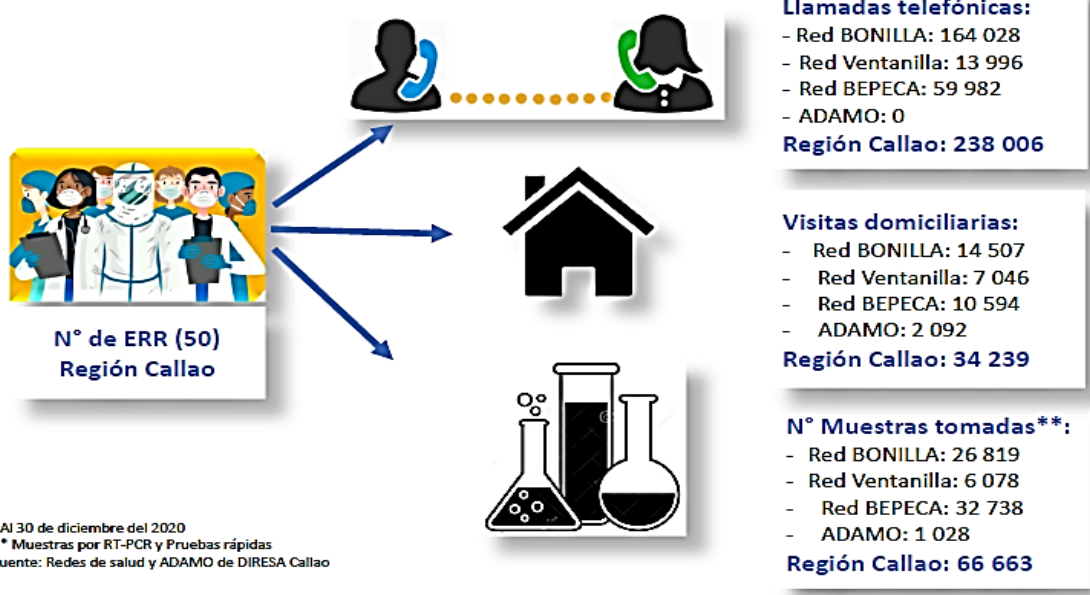 N° de ERR (50)
Región Callao
Llamadas telefónicas:
- Red BONILLA: 164 028
- Red Ventanilla: 13 996
- Red BEPECA: 59 982
- ADAMO: 0
Región Callao: 238 006
Visitas domiciliarias:
- Red BONILLA: 14 507
- Red Ventanilla: 7 046
- Red BEPECA: 10 594
- ADAMO: 2 092
Región Callao: 34 239
N° Muestras tomadas**:
- Red BONILLA: 26 819
- Red Ventanilla: 6 078
- Red BEPECA: 32 738
- ADAMO: 1 028
Región Callao: 66 663
Al 30 de diciembre del 2020
* Muestras por RT-PCR y Pruebas rápidas
uente: Redes de salud y ADAMO de DIRESA Callao